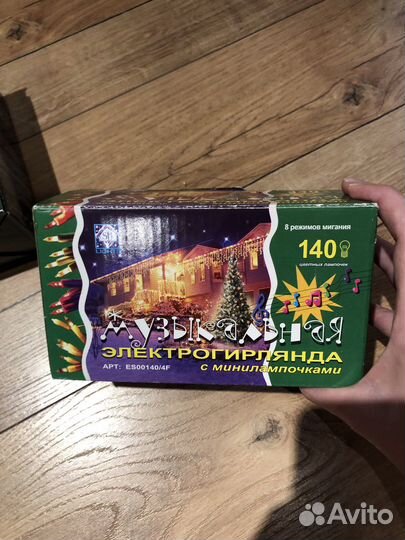 8 режимов мигания
140
цветных лампочек
Музыкальная
ЭЛЕКТРОГИРЛЯНДА
с минилампочками
АРТ: ES00140/4F
Avito